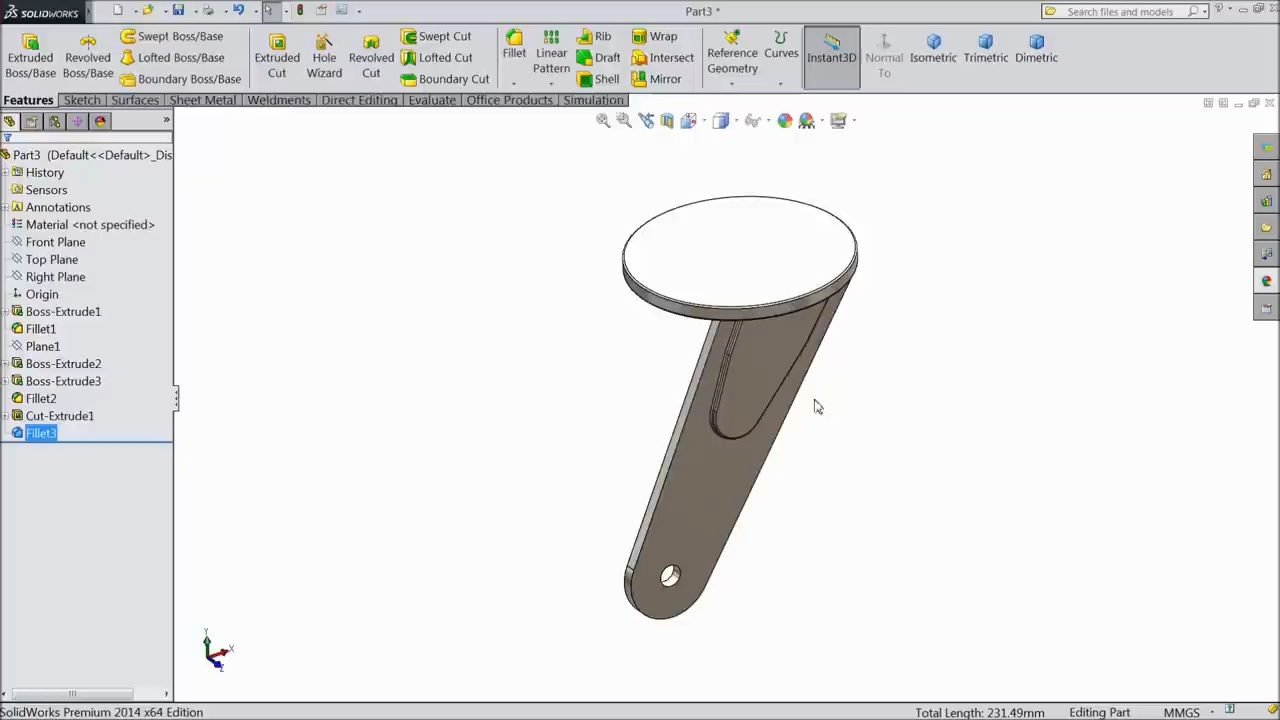 SOLIDWORKS
Part3 *
Search files and models
Extruded Boss/Base
Revolved Boss/Base
Swept Boss/Base
Lofted Boss/Base
Boundary Boss/Base
Extruded Cut
Hole Wizard
Revolved Cut
Swept Cut
Lofted Cut
Boundary Cut
Fillet
Linear Pattern
Rib
Draft
Shell
Wrap
Intersect
Mirror
Reference Geometry
Curves
Instant3D
Normal To
Isometric
Trimetric
Dimetric
Features
Sketch
Surfaces
Sheet Metal
Weldments
Direct Editing
Evaluate
Office Products
Simulation
Part3 (Default<<Default>_Dis
History
Sensors
Annotations
Material <not specified>
Front Plane
Top Plane
Right Plane
Origin
Boss-Extrude1
Fillet1
Plane1
Boss-Extrude2
Boss-Extrude3
Fillet2
Cut-Extrude1
Fillet3
Y
X
Z
SolidWorks Premium 2014 x64 Edition
Total Length: 231.49mm
Editing Part
MMGS